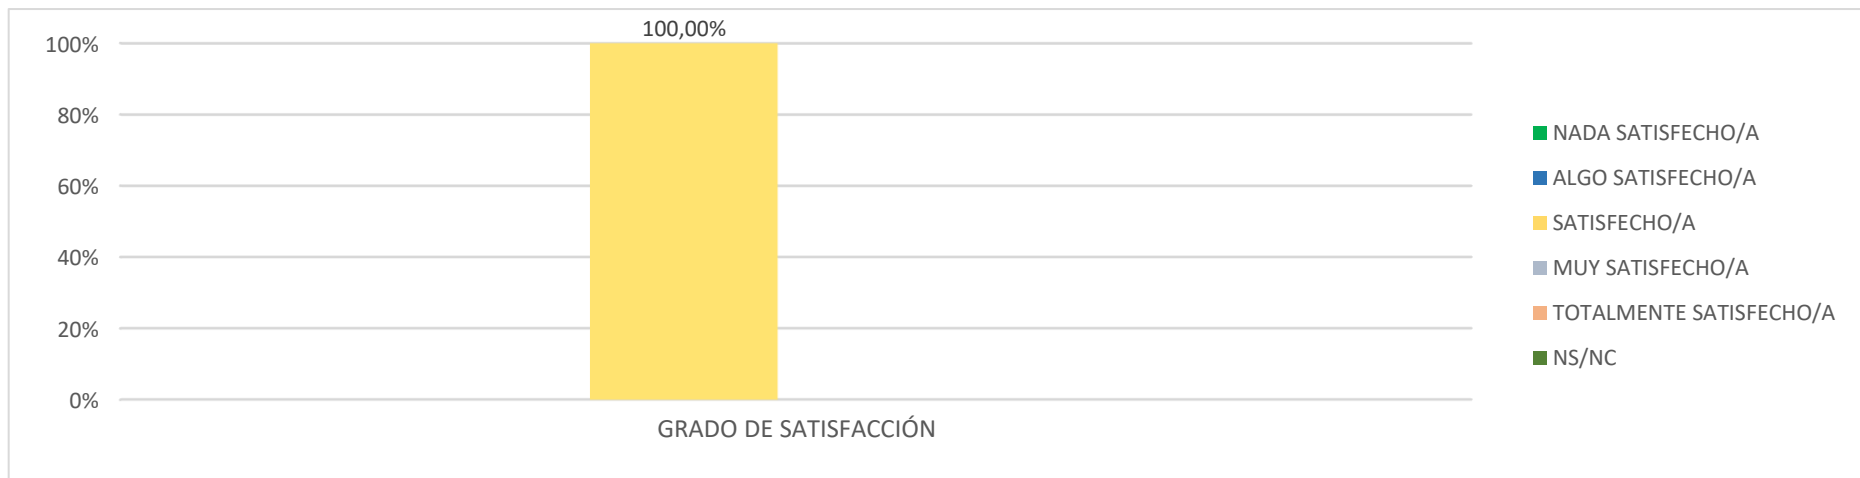 100,00%
100%
80%
60%
40%
20%
0%
GRADO DE SATISFACCIÓN
NADA SATISFECHO/A
ALGO SATISFECHO/A
SATISFECHO/A
MUY SATISFECHO/A
TOTALMENTE SATISFECHO/A
NS/NC